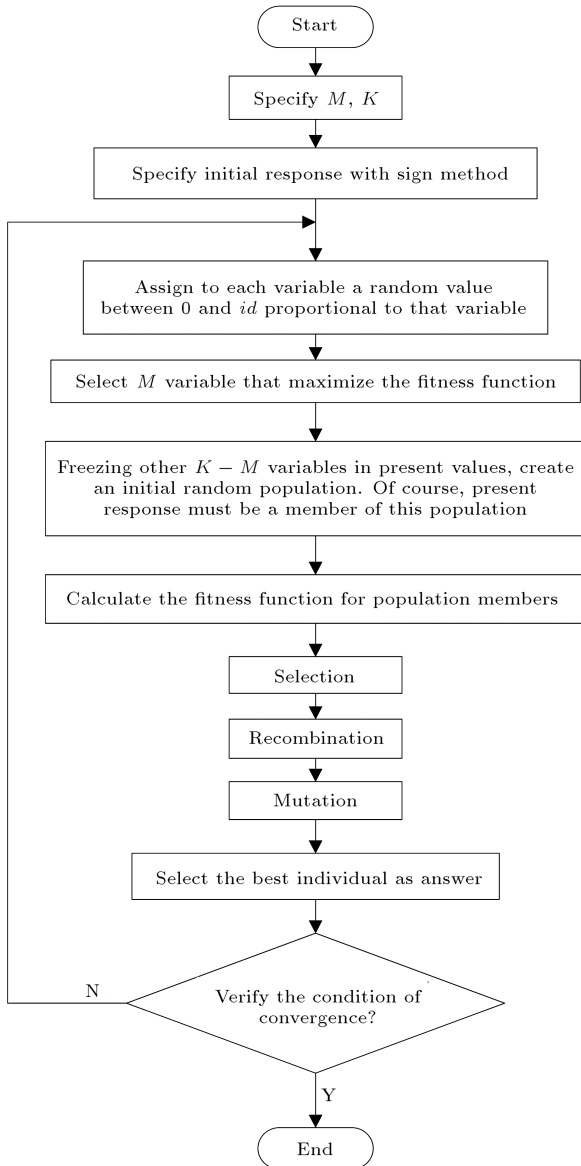 Start
Specify M, K
Specify initial response with sign method
Assign to each variable a random value
between 0 and id proportional to that variable
Select M variable that maximize the fitness function
Freezing other K − M variables in present values, create
an initial random population. Of course, present
response must be a member of this population
Calculate the fitness function for population members
Selection
Recombination
Mutation
Select the best individual as answer
N
Verify the condition of
convergence?
Y
End